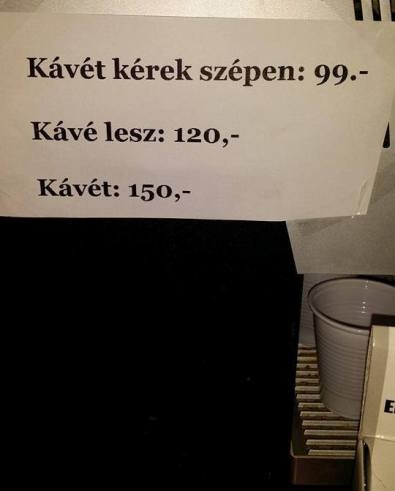 Kávét kérek szépen: 99.-
Kávé lesz: 120,-
Kávét: 150,-